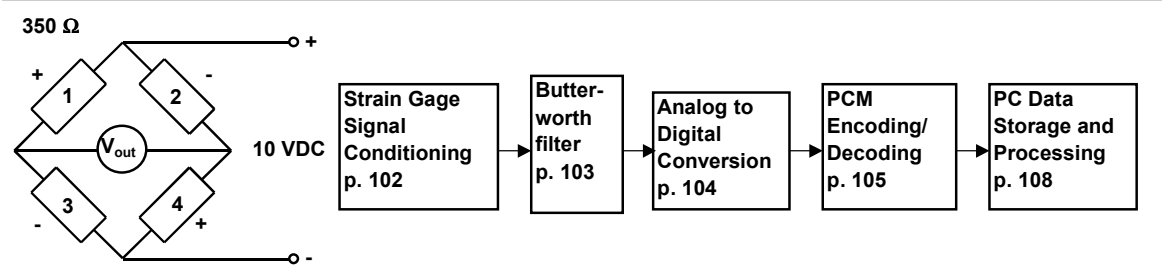 350 Ω
+
+
-
1
2
Vout
10 VDC
3
4
-
+
-
Strain Gage
Signal
Conditioning
p. 102
Butter-
worth
filter
p. 103
Analog to
Digital
Conversion
p. 104
PCM
Encoding/
Decoding
p. 105
PC Data
Storage and
Processing
p. 108